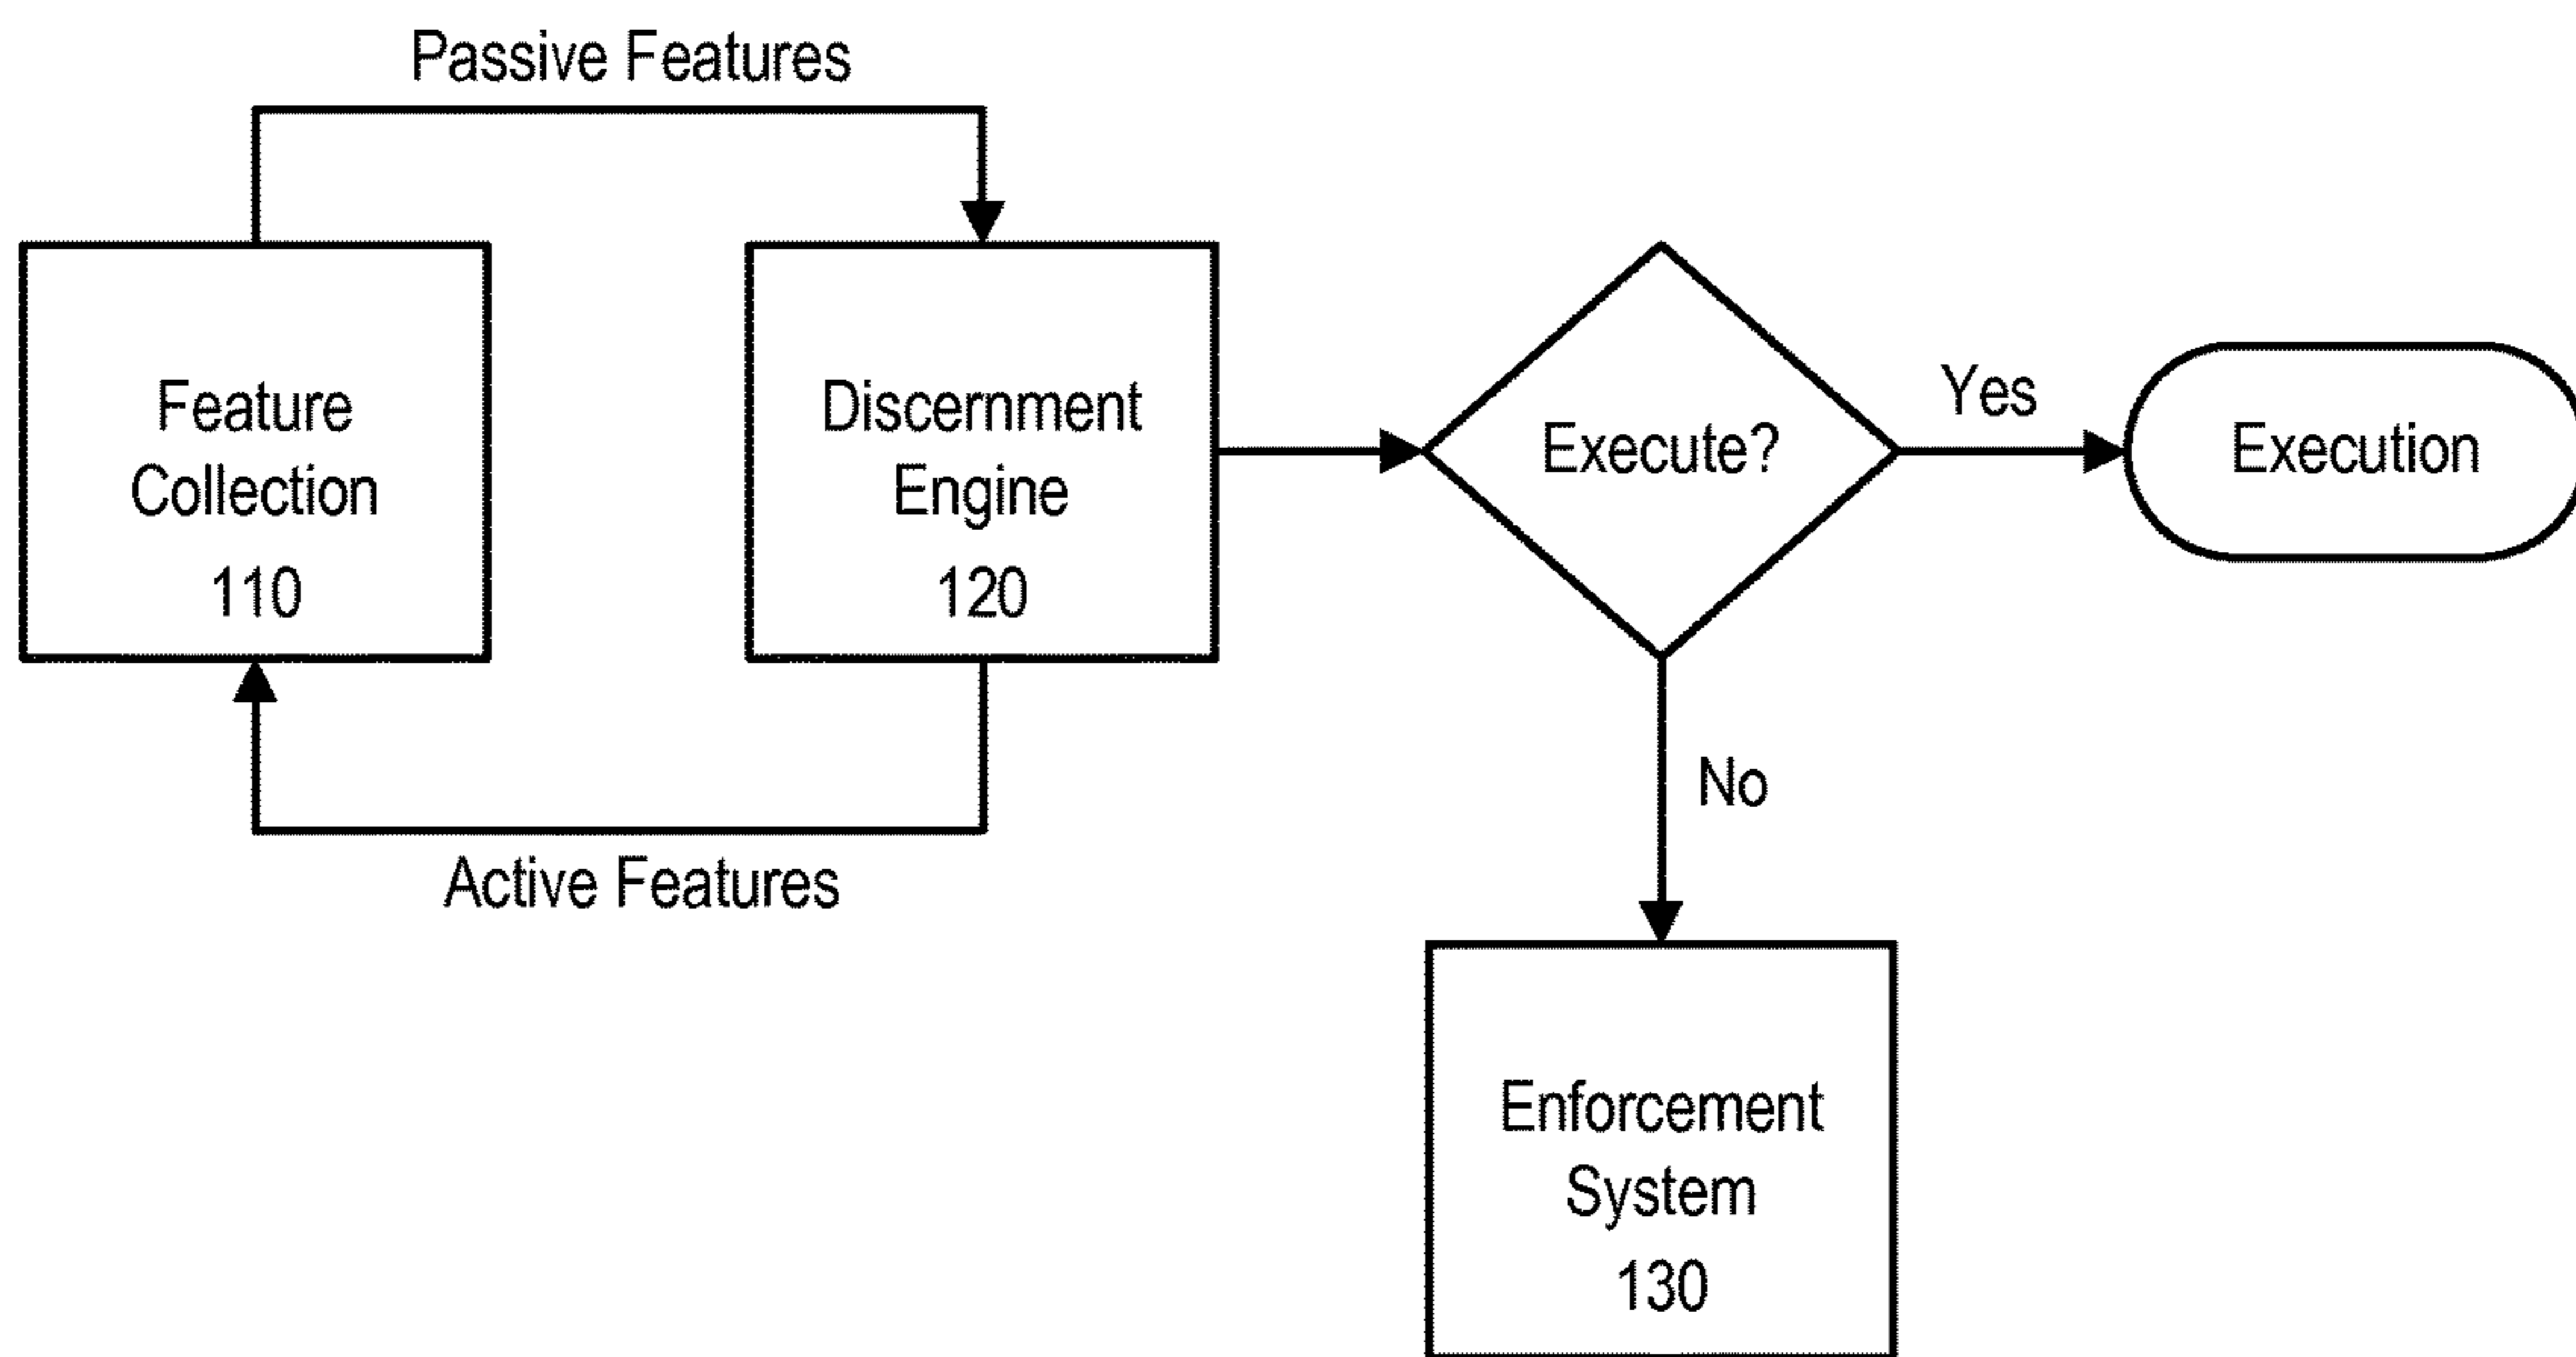 Passive Features
Feature
Collection
110
Discernment
Engine
120
Execute?
Yes
Execution
No
Active Features
Enforcement
System
130